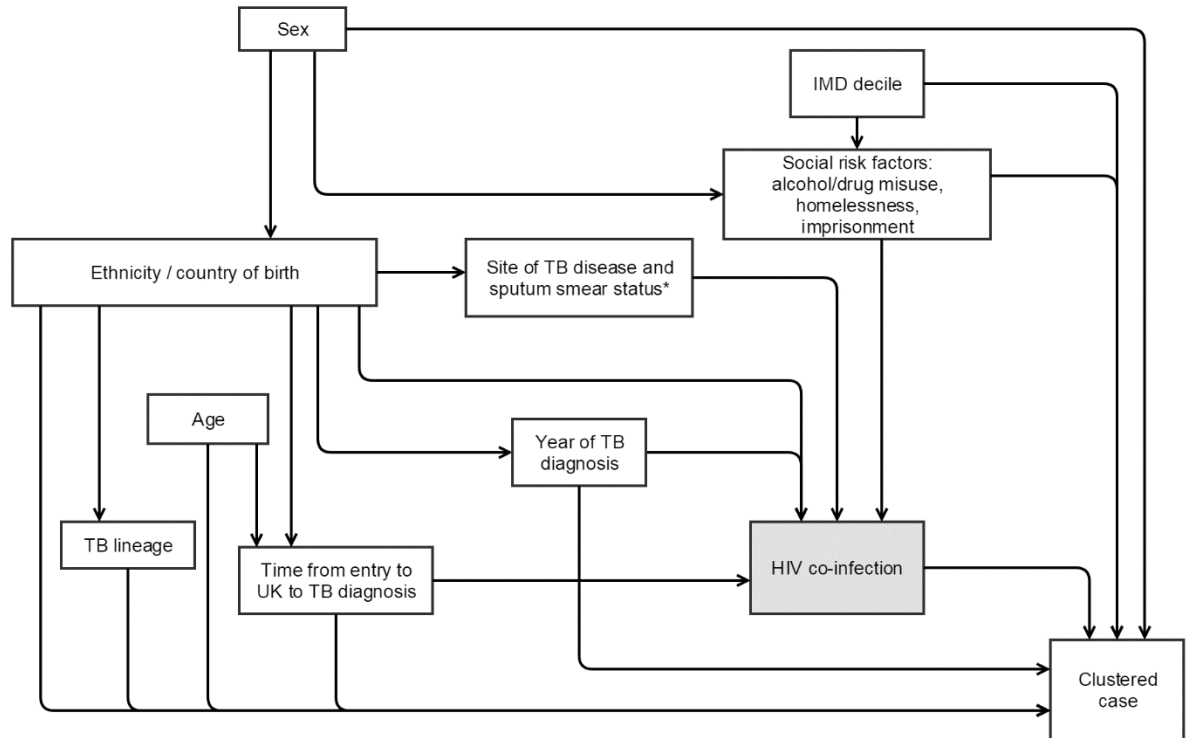 Sex
IMD decile
Social risk factors:
alcohol/drug misuse,
homelessness,
imprisonment
Ethnicity / country of birth
Site of TB disease and
sputum smear status*
Age
Year of TB
diagnosis
TB lineage
Time from entry to
UK to TB diagnosis
HIV co-infection
Clustered
case